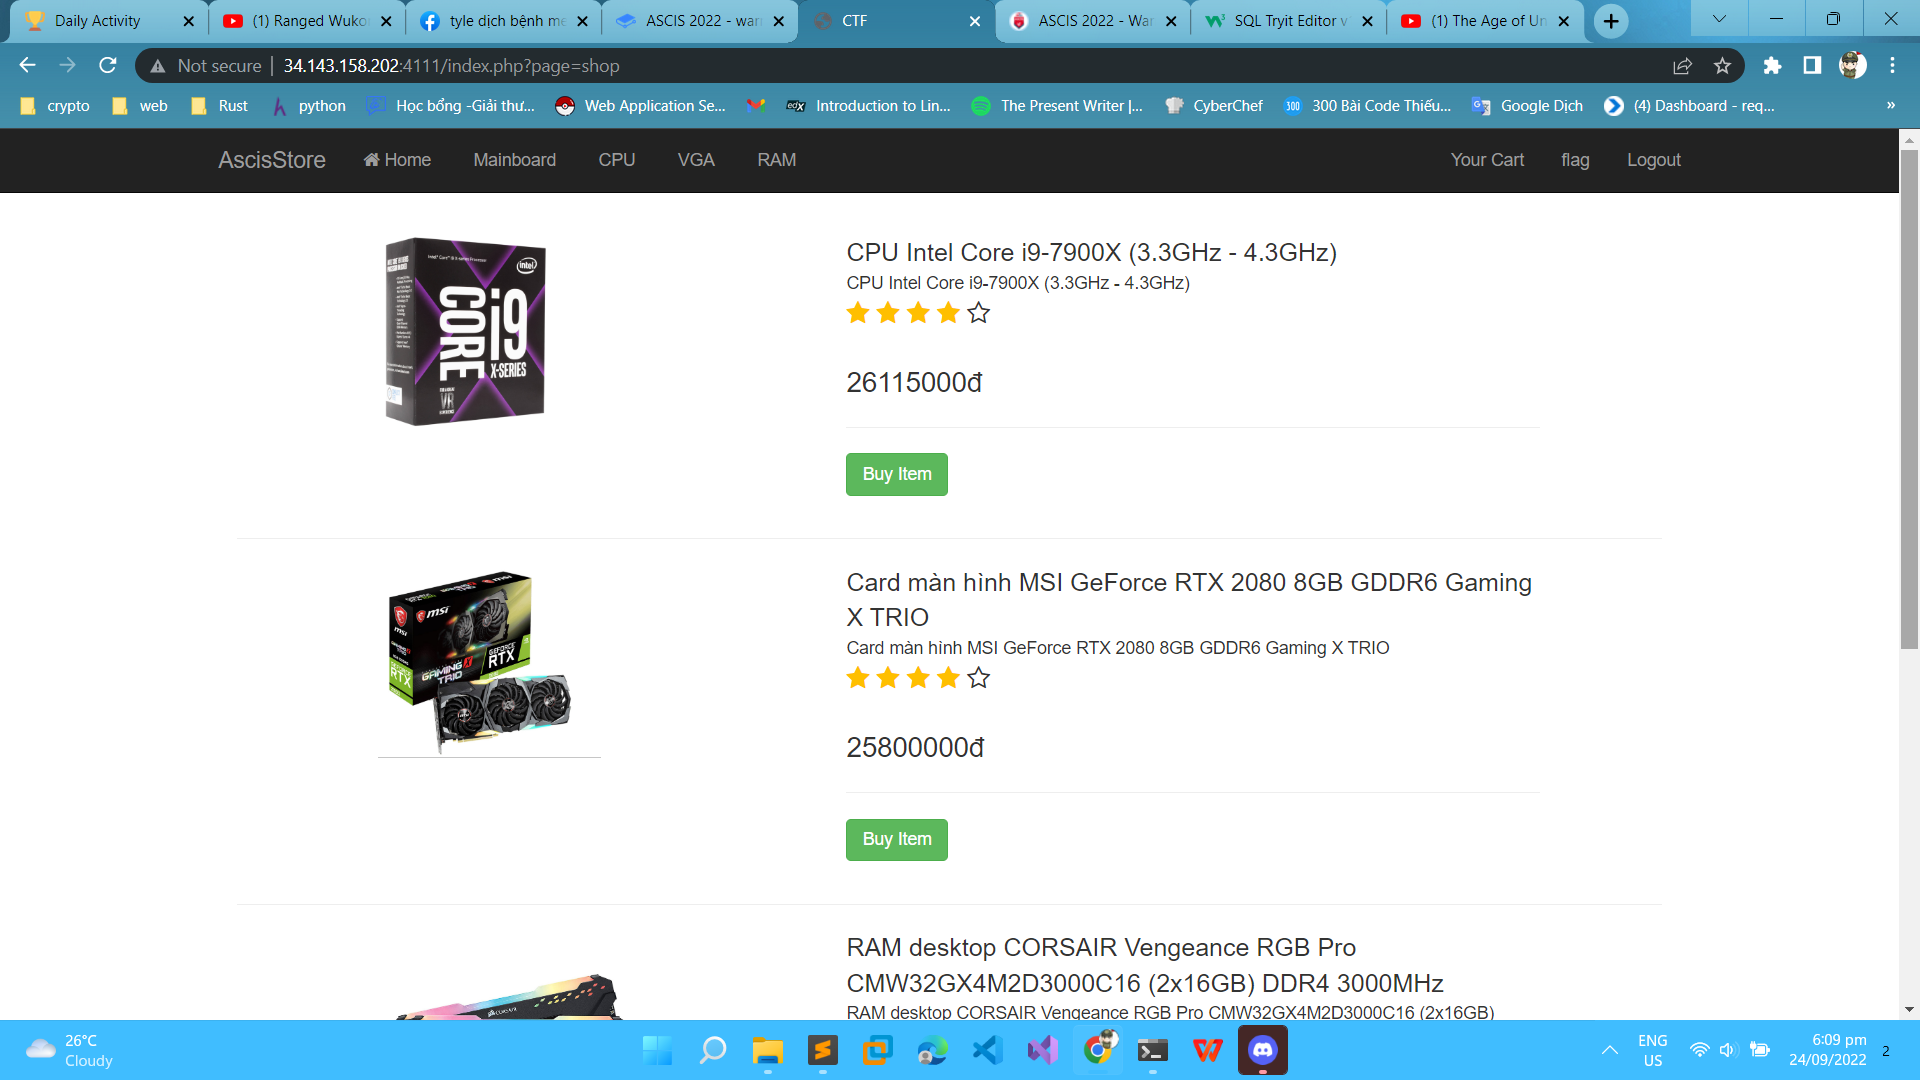 Daily Activity
(1) Ranged Wuko
tyle dịch bệnh me
ASCIS 2022 - war
CTF
ASCIS 2022 - War
SQL Tryit Editor v
(1) The Age of Un
Not secure
34.143.158.202:4111/index.php?page=shop
crypto
web
Rust
python
Học bổng -Giải thư...
Web Application Se...
edX
Introduction to Lin...
The Present Writer |...
CyberChef
300
300 Bài Code Thiếu...
Google Dịch
(4) Dashboard - req...
»
AscisStore
Home
Mainboard
CPU
VGA
RAM
Your Cart
flag
Logout
intel
CORE i9
X-SERIES
VR
CPU Intel Core i9-7900X (3.3GHz - 4.3GHz)
CPU Intel Core i9-7900X (3.3GHz - 4.3GHz)
26115000đ
Buy Item
msi
GEFORCE
RTX
GAMING X
TRIO
Card màn hình MSI GeForce RTX 2080 8GB GDDR6 Gaming
X TRIO
Card màn hình MSI GeForce RTX 2080 8GB GDDR6 Gaming X TRIO
25800000đ
Buy Item
CORSAIR
RAM desktop CORSAIR Vengeance RGB Pro
CMW32GX4M2D3000C16 (2x16GB) DDR4 3000MHz
RAM desktop CORSAIR Vengeance RGB Pro CMW32GX4M2D3000C16 (2x16GB)
26°C
Cloudy
ENG
US
6:09 pm
24/09/2022
2